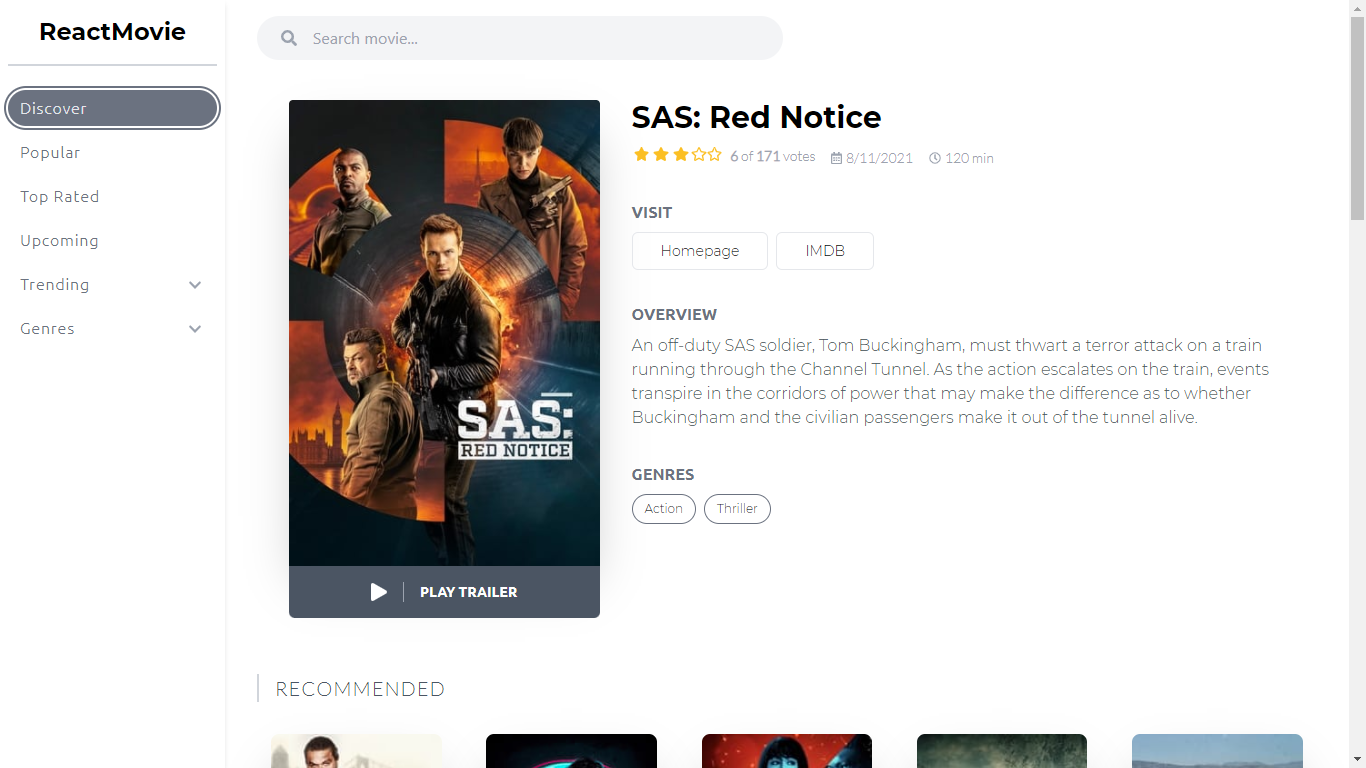 ReactMovie
Search movie...
Discover
Popular
Top Rated
Upcoming
Trending
Genres
SAS:
RED NOTICE
PLAY TRAILER
SAS: Red Notice
6 of 171 votes 8/11/2021 120 min
VISIT
Homepage IMDB
OVERVIEW
An off-duty SAS soldier, Tom Buckingham, must thwart a terror attack on a train
running through the Channel Tunnel. As the action escalates on the train, events
transpire in the corridors of power that may make the difference as to whether
Buckingham and the civilian passengers make it out of the tunnel alive.
GENRES
Action Thriller
RECOMMENDED